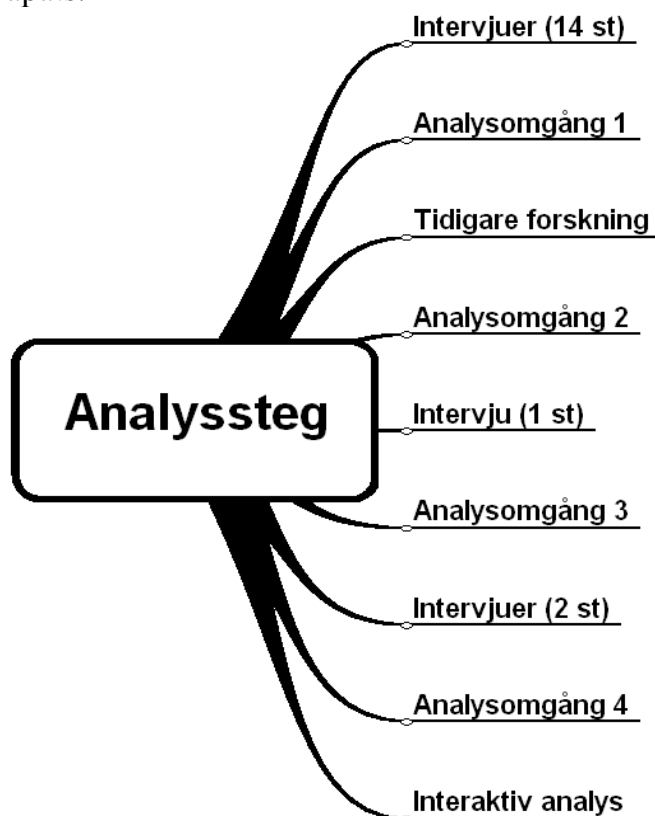 Intervjuer (14 st)
Analysomgång 1
Tidigare forskning
Analysomgång 2
Analyssteg
Intervju (1 st)
Analysomgång 3
Intervjuer (2 st)
Analysomgång 4
Interaktiv analys